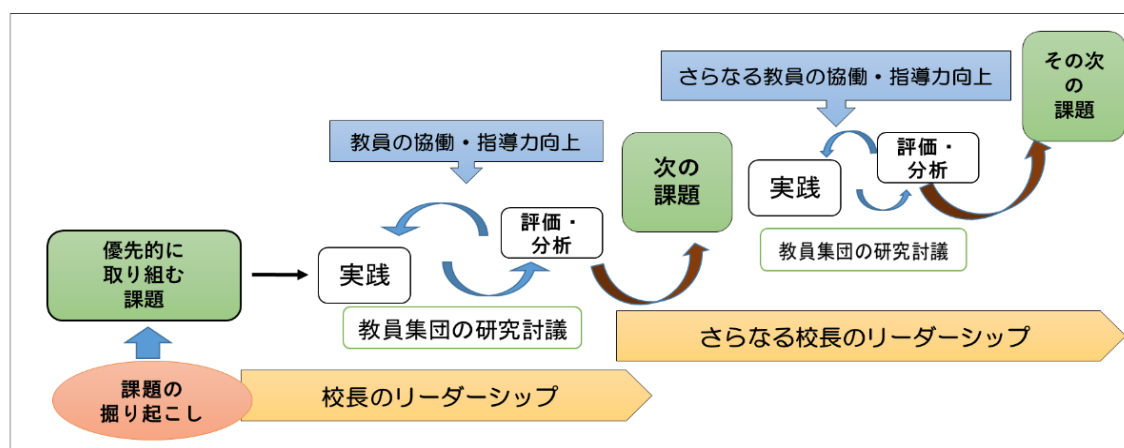 優先的に
取り組む
課題
課題の
掘り起こし
校長のリーダーシップ
教員の協働・指導力向上
実践
評価・
分析
教員集団の研究討議
次の
課題
さらなる教員の協働・指導力向上
実践
評価・
分析
教員集団の研究討議
その次
の
課題
さらなる校長のリーダーシップ